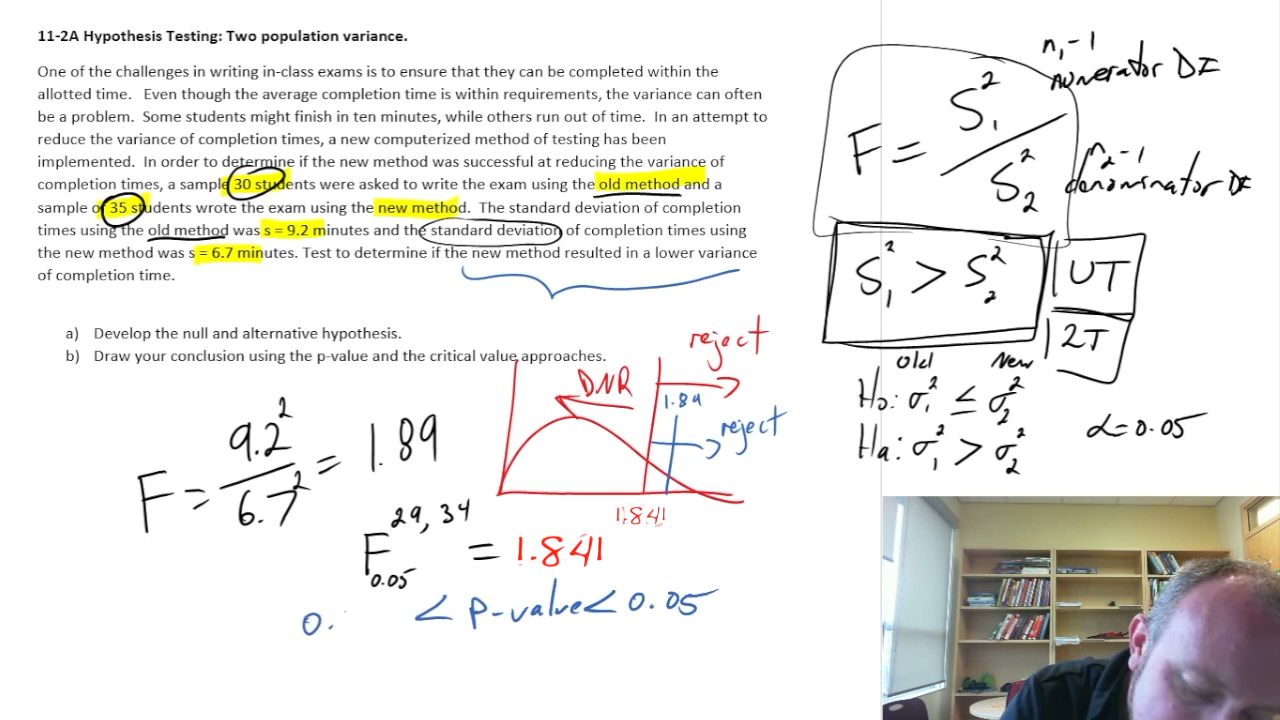 11-2A Hypothesis Testing: Two population variance.
One of the challenges in writing in-class exams is to ensure that they can be completed within the
allotted time. Even though the average completion time is within requirements, the variance can often
be a problem. Some students might finish in ten minutes, while others run out of time. In an attempt to
reduce the variance of completion times, a new computerized method of testing has been
implemented. In order to determine if the new method was successful at reducing the variance of
completion times, a sample 30 students were asked to write the exam using the old method and a
sample of 35 students wrote the exam using the new method. The standard deviation of completion
times using the old method was s = 9.2 minutes and the standard deviation of completion times using
the new method was s = 6.7 minutes. Test to determine if the new method resulted in a lower variance
of completion time.
a) Develop the null and alternative hypothesis.
b) Draw your conclusion using the p-value and the critical value approaches.
F = 9.2² / 6.7² = 1.89
F 29, 34 0.05 = 1.841
0. < P-value < 0.05
DNR
reject
1.89
reject
1.841
n₁-1
numerator DF
F = S₁² / S₂²
n₂-1
denominator DF
S₁² > S₂²
UT
2T
Old New
Ho: σ₁² ≤ σ₂²
Ha: σ₁² > σ₂²
α=0.05